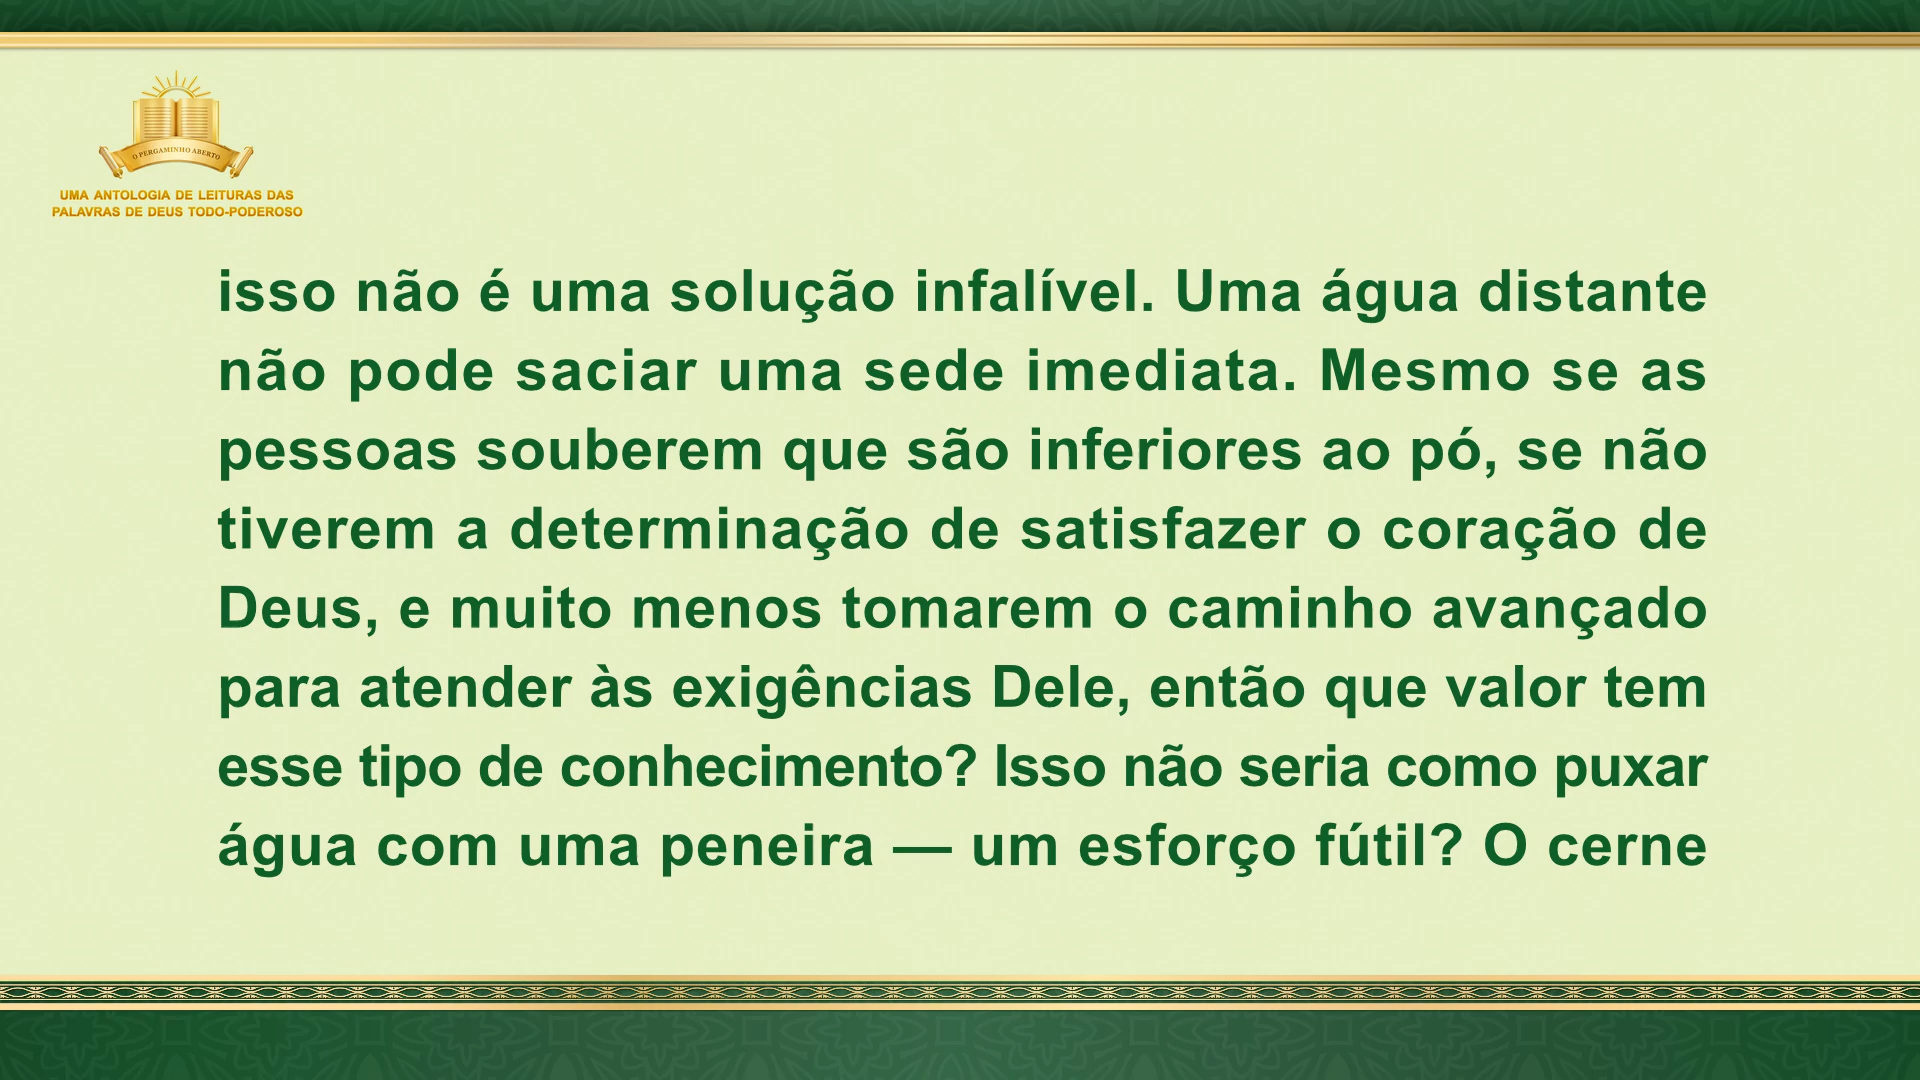 O PERGAMINHO ABERTO
UMA ANTOLOGIA DE LEITURAS DAS
PALAVRAS DE DEUS TODO-PODEROSO
isso não é uma solução infalível. Uma água distante
não pode saciar uma sede imediata. Mesmo se as
pessoas souberem que são inferiores ao pó, se não
tiverem a determinação de satisfazer o coração de
Deus, e muito menos tomarem o caminho avançado
para atender às exigências Dele, então que valor tem
esse tipo de conhecimento? Isso não seria como puxar
água com uma peneira — um esforço fútil? O cerne